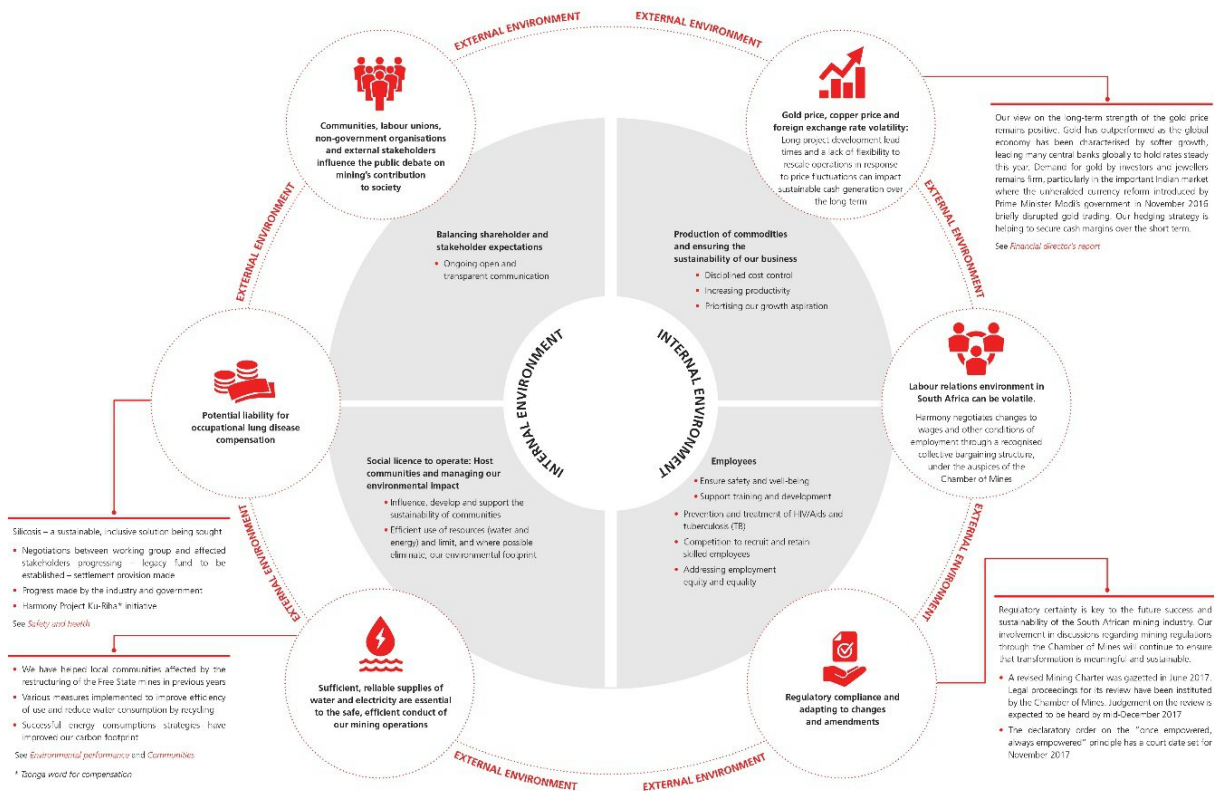 EXTERNAL ENVIRONMENT
EXTERNAL ENVIRONMENT
Communities, labour unions,
non-government organisations
and external stakeholders
influence the public debate on
mining's contribution
to society
Gold price, copper price and
foreign exchange rate volatility:
Long project development lead
times and a lack of flexibility to
rescale operations in response
to price fluctuations can impact
sustainable cash generation over
the long term
Our view on the long-term strength of the gold price
remains positive. Gold has outperformed as the global
economy has been characterised by softer growth,
leading many central banks globally to hold rates steady
this year. Demand for gold by investors and jewellers
remains firm, particularly in the important Indian market
where the unheralded currency reform introduced by
Prime Minister Modi's government in November 2016
briefly disrupted gold trading. Our hedging strategy is
helping to secure cash margins over the short term.
See Financial director's report
EXTERNAL ENVIRONMENT
EXTERNAL ENVIRONMENT
Balancing shareholder and
stakeholder expectations
• Ongoing open and
transparent communication
Production of commodities
and ensuring the
sustainability of our business
• Disciplined cost control
• Increasing productivity
• Prioritising our growth aspiration
INTERNAL ENVIRONMENT
INTERNAL ENVIRONMENT
Potential liability for
occupational lung disease
compensation
Labour relations environment in
South Africa can be volatile.
Harmony negotiates changes to
wages and other conditions of
employment through a recognised
collective bargaining structure,
under the auspices of the
Chamber of Mines
Social licence to operate: Host
communities and managing our
environmental impact
• Influence, develop and support the
sustainability of communities
• Efficient use of resources (water and
energy) and limit, and where possible
eliminate, our environmental footprint
Employees
• Ensure safety and well-being
• Support training and development
• Prevention and treatment of HIV/Aids and
tuberculosis (TB)
• Competition to recruit and retain
skilled employees
• Addressing employment
equity and equality
EXTERNAL ENVIRONMENT
EXTERNAL ENVIRONMENT
Silicosis – a sustainable, inclusive solution being sought
• Negotiations between working group and affected
stakeholders progressing – legacy fund to be
established – settlement provision made
• Progress made by the industry and government
• Harmony Project Ku-Riha* initiative
See Safety and health
• We have helped local communities affected by the
restructuring of the Free State mines in previous years
• Various measures implemented to improve efficiency
of use and reduce water consumption by recycling
• Successful energy consumptions strategies have
improved our carbon footprint
See Environmental performance and Communities
* Tsonga word for compensation
Sufficient, reliable supplies of
water and electricity are essential
to the safe, efficient conduct of
our mining operations
Regulatory compliance and
adapting to changes
and amendments
Regulatory certainty is key to the future success and
sustainability of the South African mining industry. Our
involvement in discussions regarding mining regulations
through the Chamber of Mines will continue to ensure
that transformation is meaningful and sustainable.
• A revised Mining Charter was gazetted in June 2017.
Legal proceedings for its review have been instituted
by the Chamber of Mines. Judgement on the review is
expected to be heard by mid-December 2017
• The declaratory order on the "once empowered,
always empowered" principle has a court date set for
November 2017
EXTERNAL ENVIRONMENT
EXTERNAL ENVIRONMENT